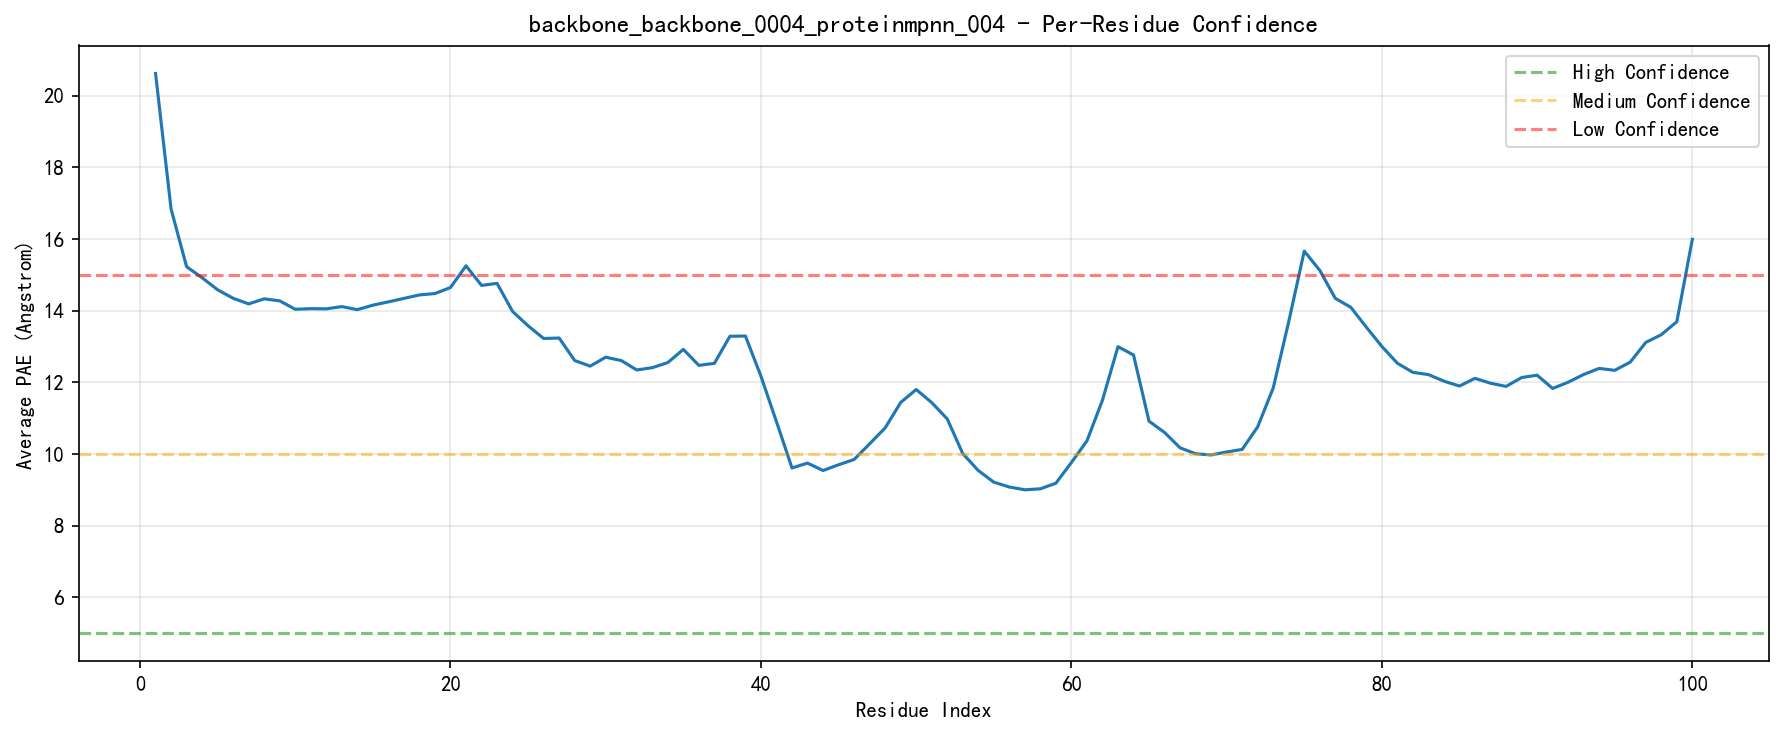 backbone_backbone_0004_proteinmpnn_004 - Per-Residue Confidence
High Confidence
Medium Confidence
Low Confidence
Average PAE (Angstrom)
20
18
16
14
12
10
8
6
0 20 40 60 80 100
Residue Index